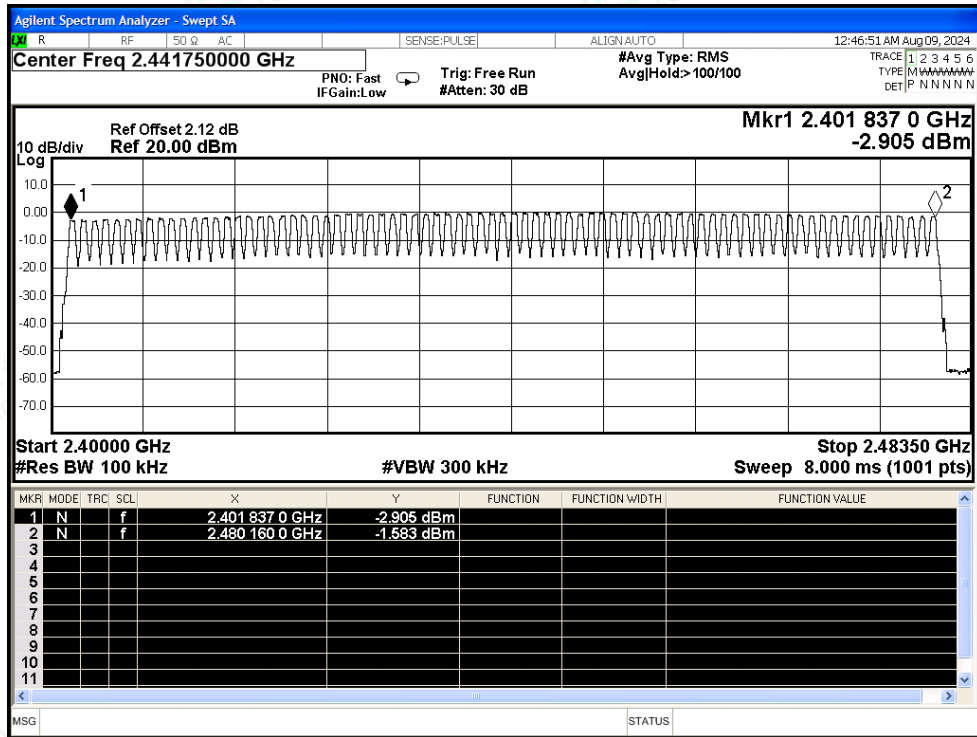 Agilent Spectrum Analyzer - Swept SA
LXI R RF 50 Ω AC SENSE:PULSE ALIGN AUTO 12:46:51 AM Aug 09, 2024
Center Freq 2.441750000 GHz #Avg Type: RMS TRACE 1 2 3 4 5 6
PNO: Fast Trig: Free Run Avg|Hold:>100/100 TYPE M
IFGain:Low #Atten: 30 dB DET P N N N N N
Mkr1 2.401 837 0 GHz
Ref Offset 2.12 dB -2.905 dBm
10 dB/div Ref 20.00 dBm
Log
10.0
0.00
-10.0
-20.0
-30.0
-40.0
-50.0
-60.0
-70.0
1
2
Start 2.40000 GHz Stop 2.48350 GHz
#Res BW 100 kHz #VBW 300 kHz Sweep 8.000 ms (1001 pts)
MKR MODE TRC SCL X Y FUNCTION FUNCTION WIDTH FUNCTION VALUE
1 N f 2.401 837 0 GHz -2.905 dBm
2 N f 2.480 160 0 GHz -1.583 dBm
3
4
5
6
7
8
9
10
11
MSG STATUS